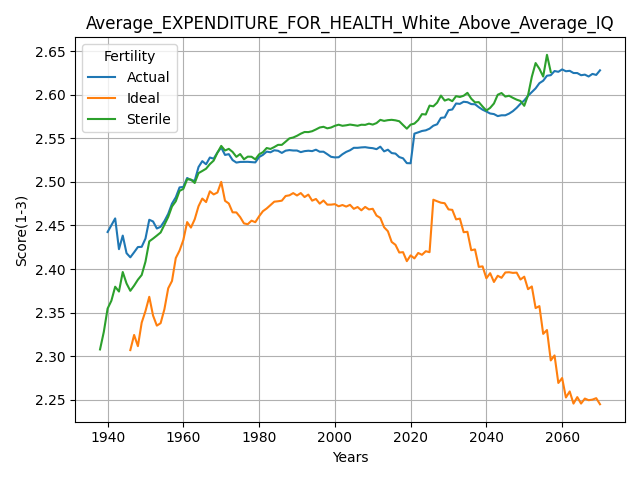 Average_EXPENDITURE_FOR_HEALTH_White_Above_Average_IQ
Fertility
Actual
Ideal
Sterile
Score(1-3)
2.65
2.60
2.55
2.50
2.45
2.40
2.35
2.30
2.25
1940 1960 1980 2000 2020 2040 2060
Years